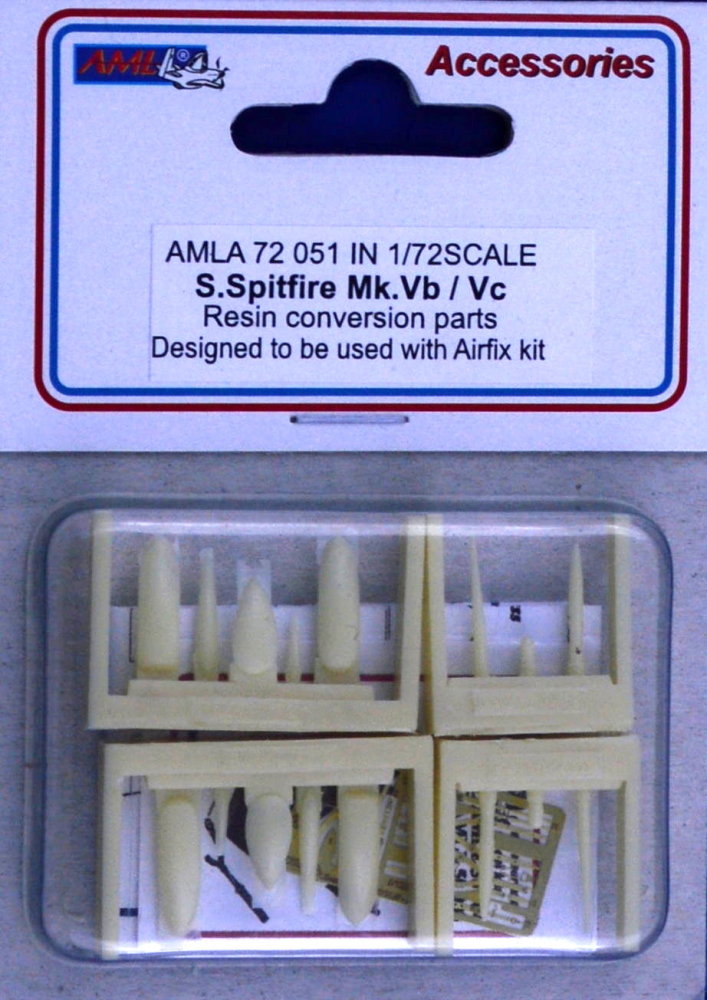 AML ®
Accessories
AMLA 72 051 IN 1/72SCALE
S.Spitfire Mk.Vb / Vc
Resin conversion parts
Designed to be used with Airfix kit